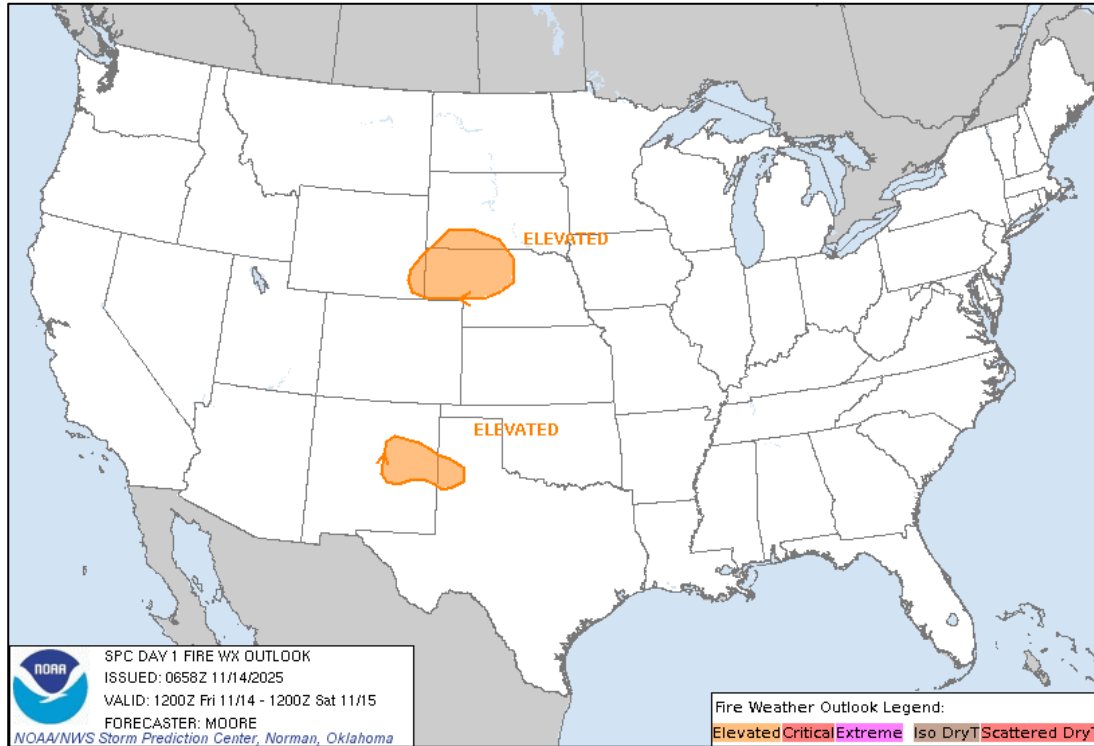 ELEVATED
ELEVATED
NOAA
SPC DAY 1 FIRE WX OUTLOOK
ISSUED: 0658Z 11/14/2025
VALID: 1200Z Fri 11/14 - 1200Z Sat 11/15
FORECASTER: MOORE
NOAA/NWS Storm Prediction Center, Norman, Oklahoma
Fire Weather Outlook Legend:
Elevated Critical Extreme Iso DryT Scattered DryT